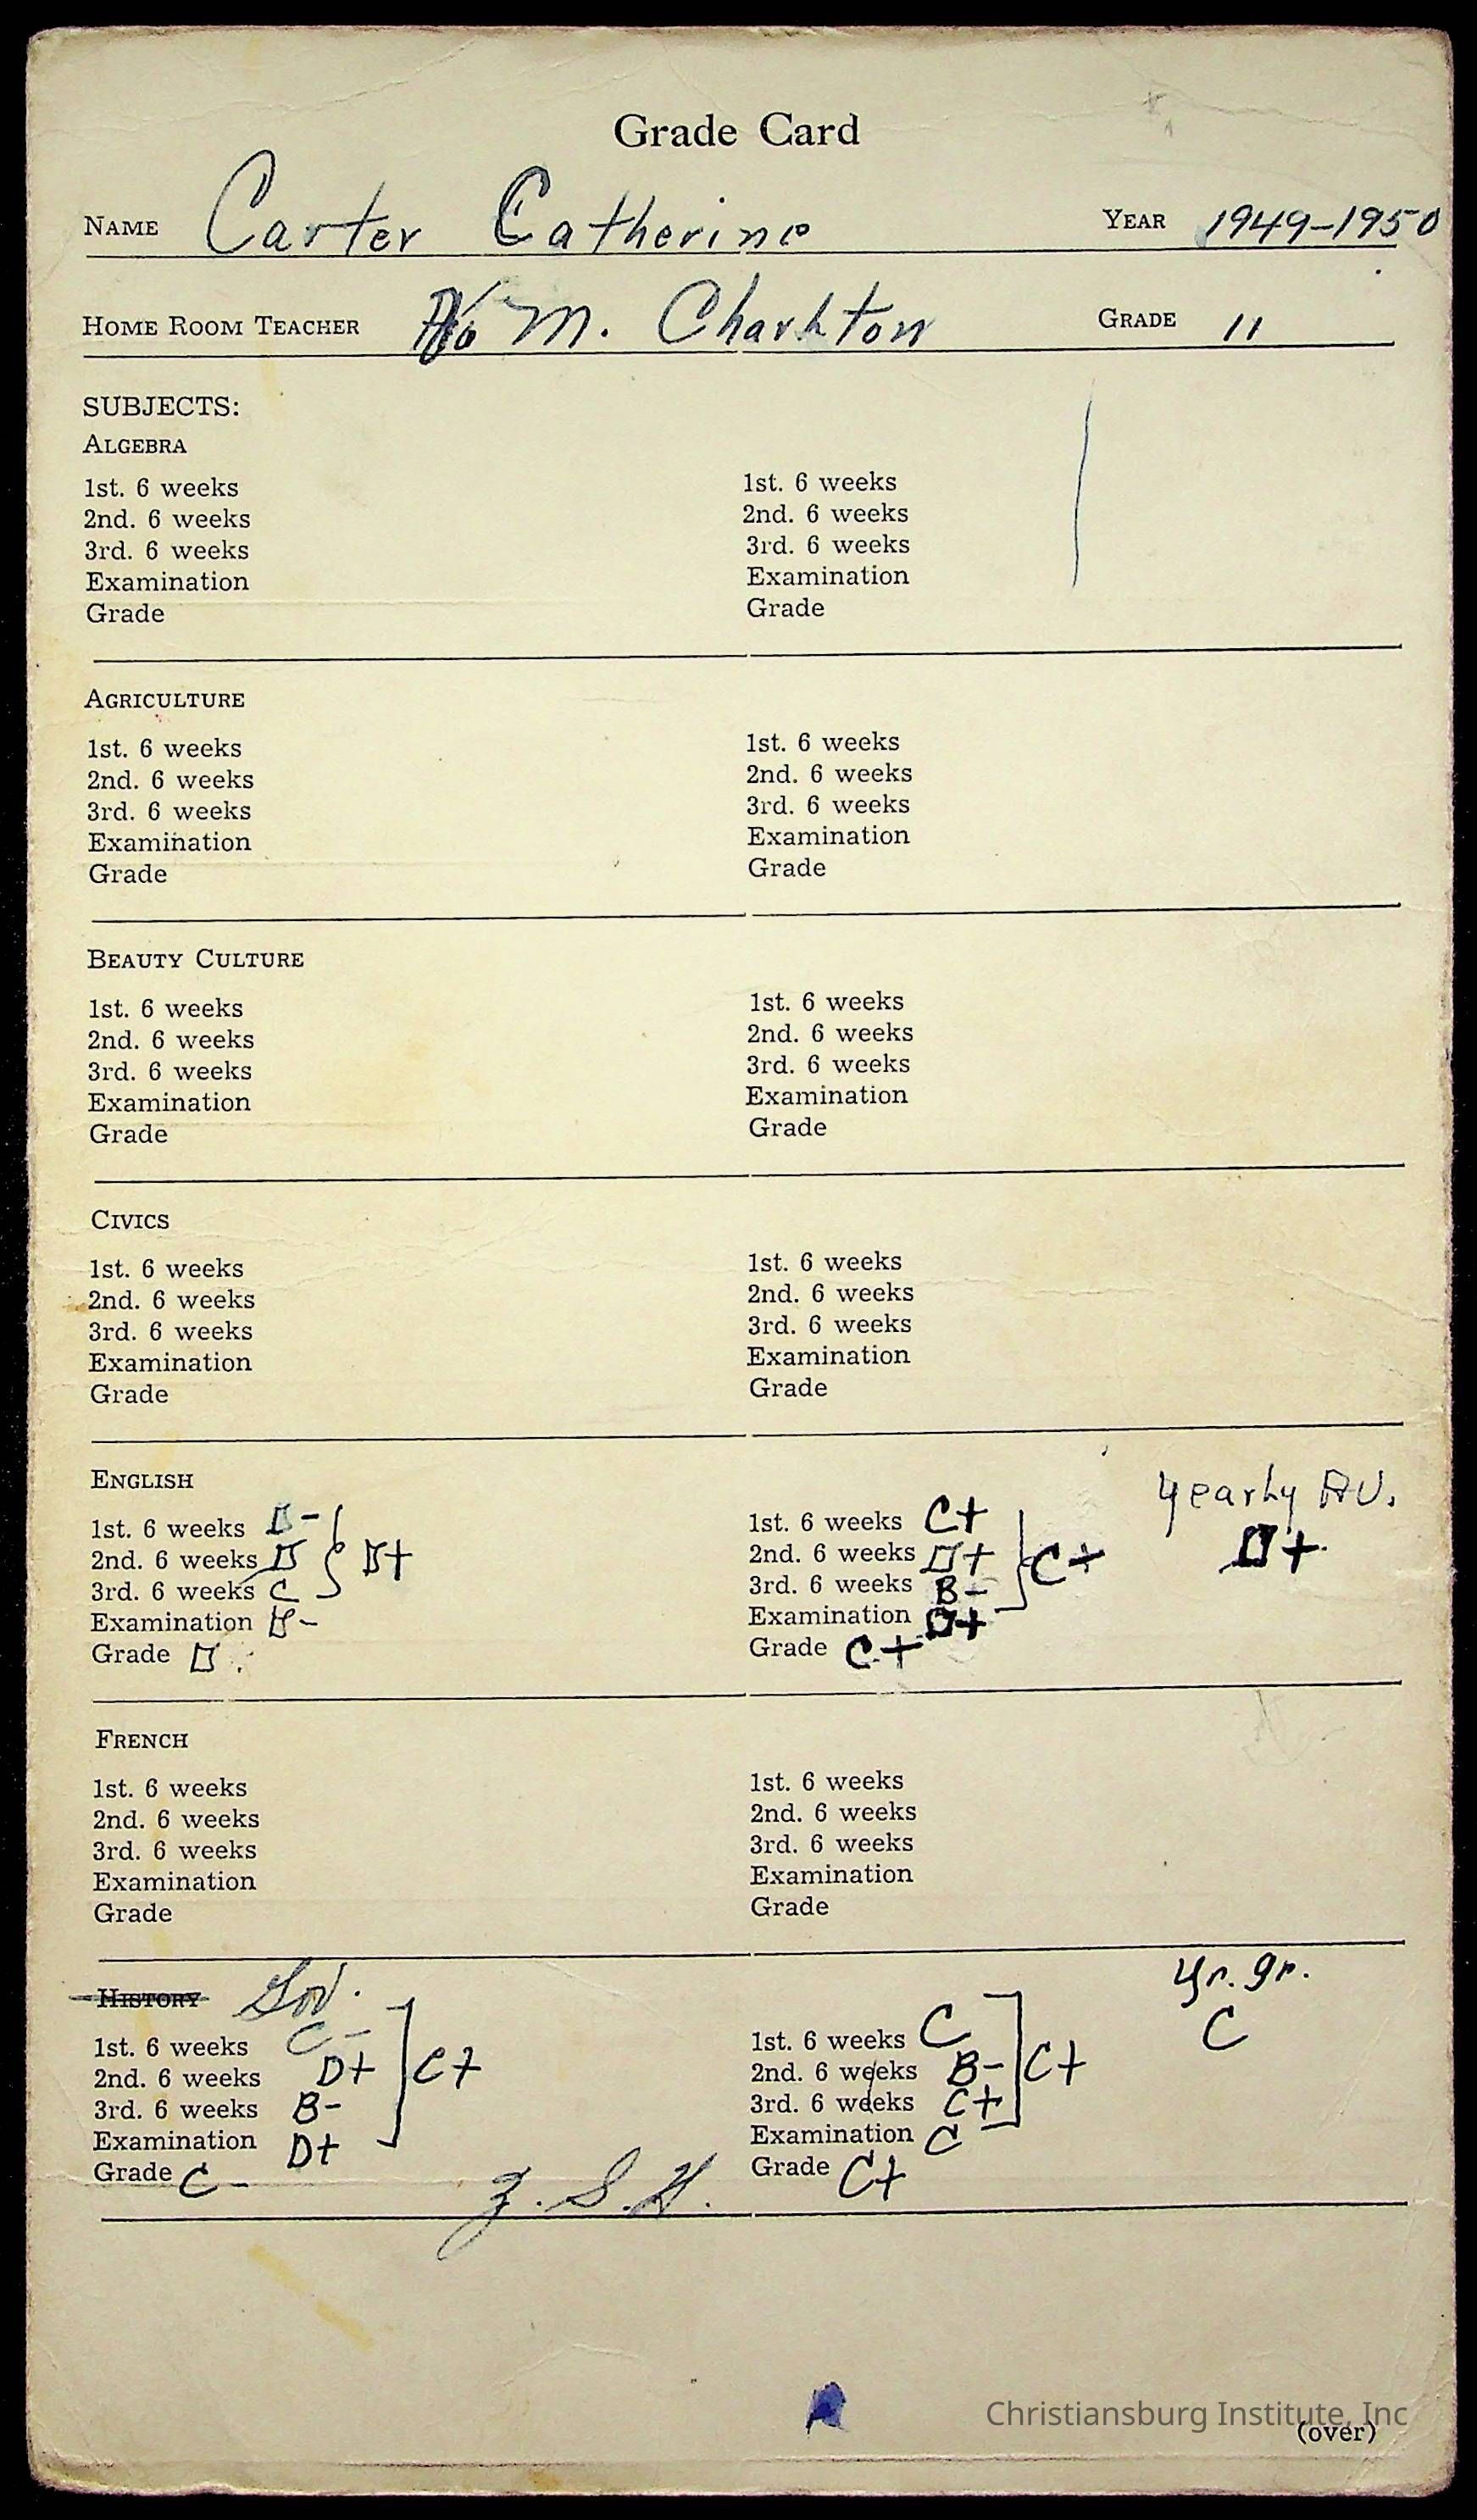 Grade Card
NAME Carter Catherine YEAR 1949-1950
HOME ROOM TEACHER M. Charlton GRADE 11
SUBJECTS:
ALGEBRA
1st. 6 weeks 1st. 6 weeks
2nd. 6 weeks 2nd. 6 weeks
3rd. 6 weeks 3rd. 6 weeks
Examination Examination
Grade Grade
AGRICULTURE
1st. 6 weeks 1st. 6 weeks
2nd. 6 weeks 2nd. 6 weeks
3rd. 6 weeks 3rd. 6 weeks
Examination Examination
Grade Grade
BEAUTY CULTURE
1st. 6 weeks 1st. 6 weeks
2nd. 6 weeks 2nd. 6 weeks
3rd. 6 weeks 3rd. 6 weeks
Examination Examination
Grade Grade
CIVICS
1st. 6 weeks 1st. 6 weeks
2nd. 6 weeks 2nd. 6 weeks
3rd. 6 weeks 3rd. 6 weeks
Examination Examination
Grade Grade
ENGLISH yearly AV.
1st. 6 weeks D- 1st. 6 weeks C+
2nd. 6 weeks D D+ 2nd. 6 weeks D+ C+ D+
3rd. 6 weeks C 3rd. 6 weeks B-
Examination D- Examination D+
Grade D Grade C+
FRENCH
1st. 6 weeks 1st. 6 weeks
2nd. 6 weeks 2nd. 6 weeks
3rd. 6 weeks 3rd. 6 weeks
Examination Examination
Grade Grade
HISTORY Gov. yr. gr.
1st. 6 weeks C- 1st. 6 weeks C C
2nd. 6 weeks D+ C+ 2nd. 6 weeks B- C+
3rd. 6 weeks B- 3rd. 6 weeks C+
Examination D+ Examination C
Grade C- Grade C+
Z. S. H.
Christiansburg Institute, Inc
(over)